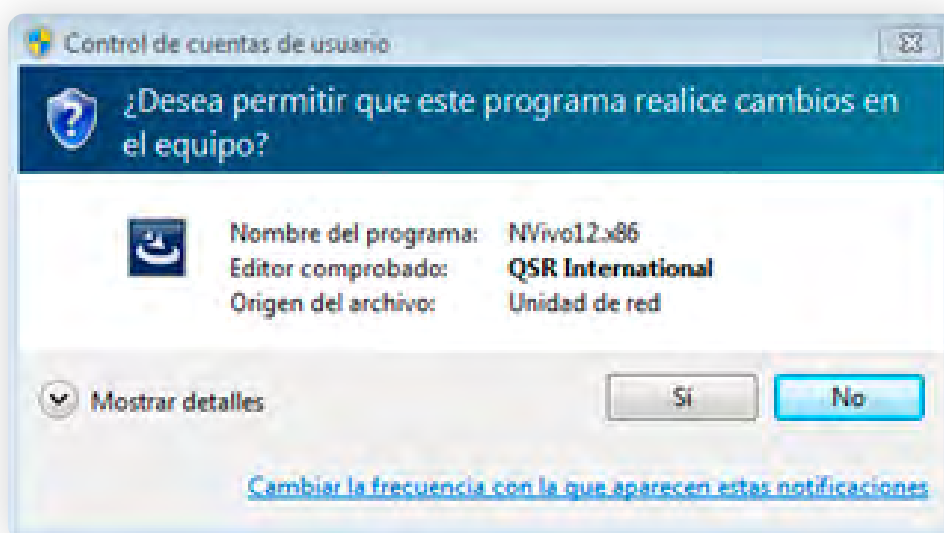 Control de cuentas de usuario
¿Desea permitir que este programa realice cambios en
el equipo?
Nombre del programa: NVivo12.x86
Editor comprobado: QSR International
Origen del archivo: Unidad de red
Mostrar detalles
Sí
No
Cambiar la frecuencia con la que aparecen estas notificaciones